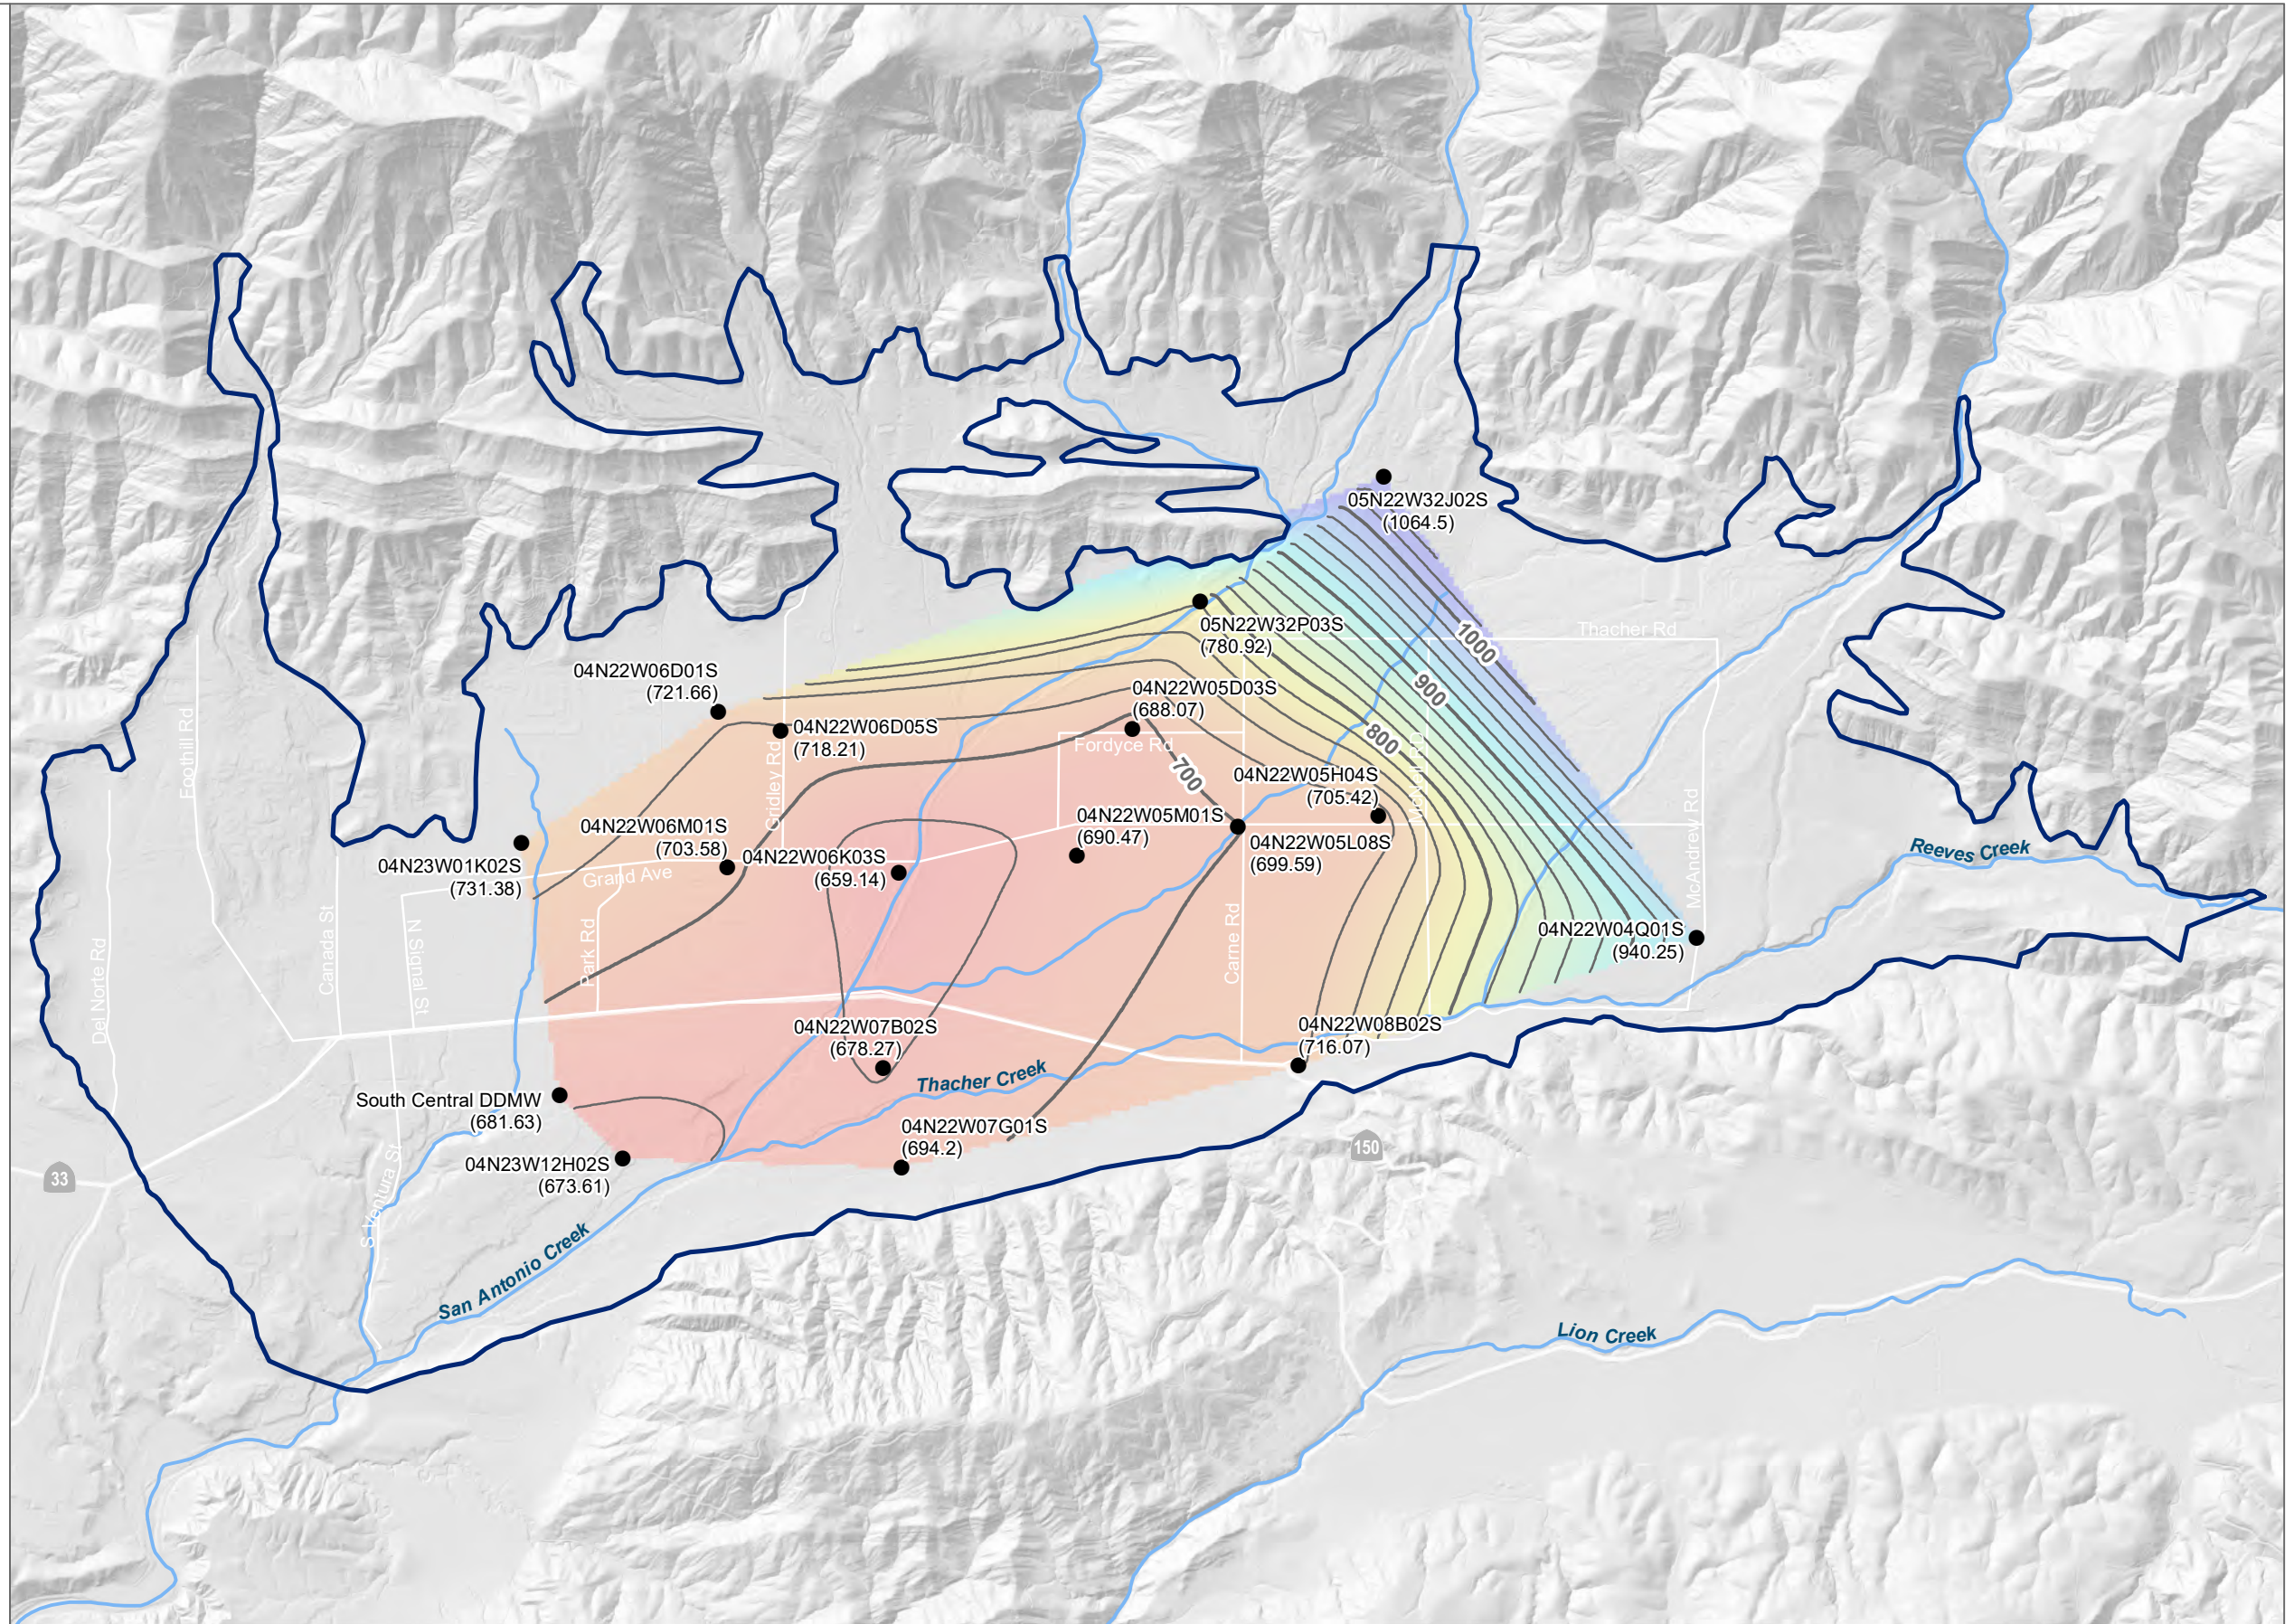 05N22W32J02S
(1064.5)
Thacher Rd
05N22W32P03S
(780.92)
1000
04N22W06D01S
(721.66)
04N22W05D03S
(688.07)
900
Foothill Rd
04N22W06D05S
(718.21)
Fordyce Rd
800
700
04N22W05H04S
(705.42)
Gridley Rd
04N22W06M01S
(703.58)
04N22W05M01S
(690.47)
04N22W06K03S
(659.14)
04N22W05L08S
(699.59)
04N23W01K02S
(731.38)
Grand Ave
McAndrew Rd
Reeves Creek
Del Norte Rd
Canada St
N Signal St
Park Rd
Carne Rd
04N22W04Q01S
(940.25)
04N22W07B02S
(678.27)
04N22W08B02S
(716.07)
Thacher Creek
South Central DDMW
(681.63)
04N22W07G01S
(694.2)
04N23W12H02S
(673.61)
150
33
S Ventura St
San Antonio Creek
Lion Creek